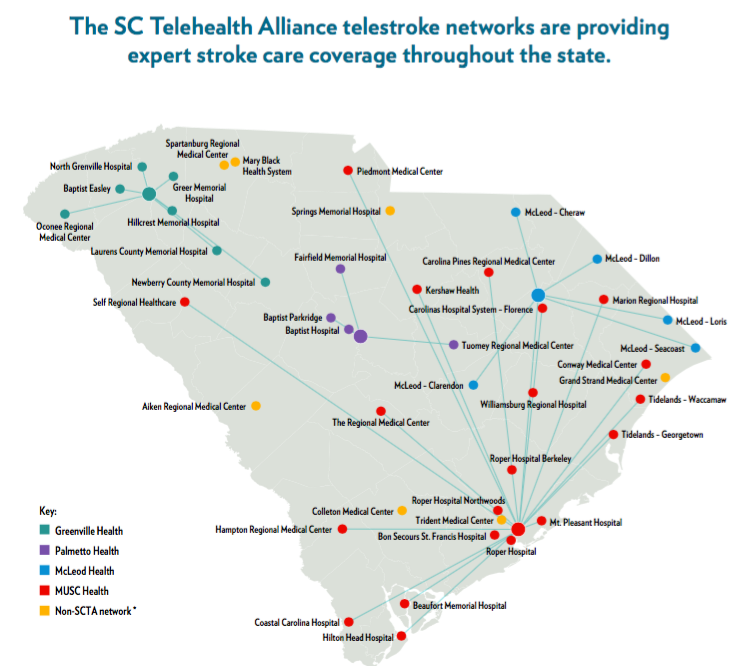 The SC Telehealth Alliance telestroke networks are providing
expert stroke care coverage throughout the state.
Spartanburg Regional
Medical Center
Mary Black
Health System
North Grenville Hospital
Piedmont Medical Center
Baptist Easley
Greer Memorial
Hospital
Springs Memorial Hospital
McLeod – Cheraw
Hillcrest Memorial Hospital
Oconee Regional
Medical Center
Laurens County Memorial Hospital
Fairfield Memorial Hospital
Carolina Pines Regional Medical Center
McLeod – Dillon
Newberry County Memorial Hospital
Kershaw Health
Self Regional Healthcare
Marion Regional Hospital
Carolinas Hospital System – Florence
Baptist Parkridge
McLeod – Loris
Baptist Hospital
Tuomey Regional Medical Center
McLeod – Seacoast
Conway Medical Center
Grand Strand Medical Center
McLeod – Clarendon
Tidelands – Waccamaw
Williamsburg Regional Hospital
Aiken Regional Medical Center
The Regional Medical Center
Tidelands – Georgetown
Roper Hospital Berkeley
Roper Hospital Northwoods
Colleton Medical Center
Trident Medical Center
Mt. Pleasant Hospital
Hampton Regional Medical Center
Bon Secours St. Francis Hospital
Roper Hospital
Beaufort Memorial Hospital
Coastal Carolina Hospital
Hilton Head Hospital
Key:
Greenville Health
Palmetto Health
McLeod Health
MUSC Health
Non-SCTA network *